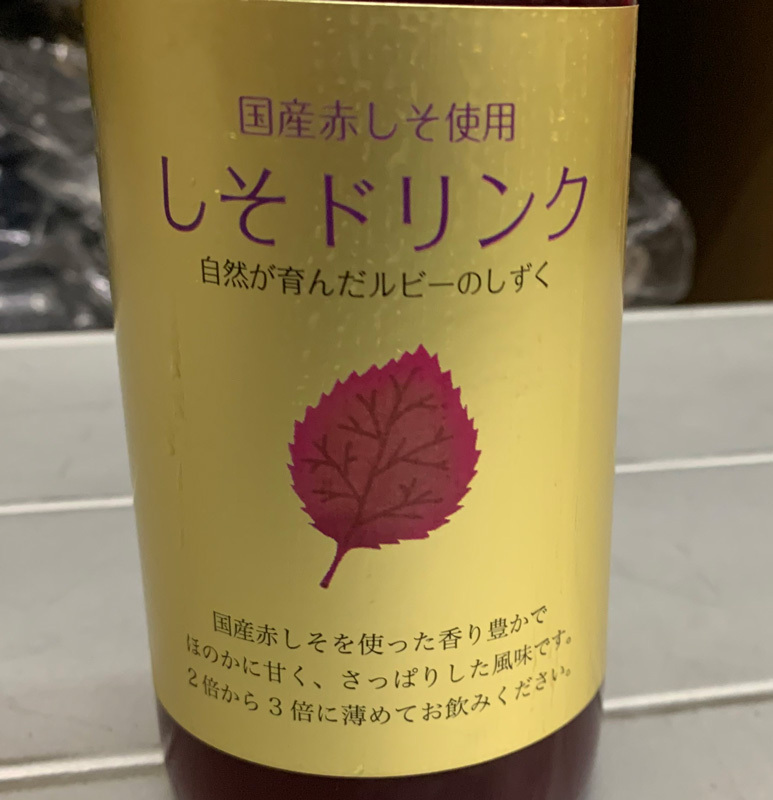 国産赤しそ使用
しそドリンク
自然が育んだルビーのしずく
国産赤しそを使った香り豊かで
ほのかに甘く、さっぱりした風味です。
2倍から3倍に薄めてお飲みください。